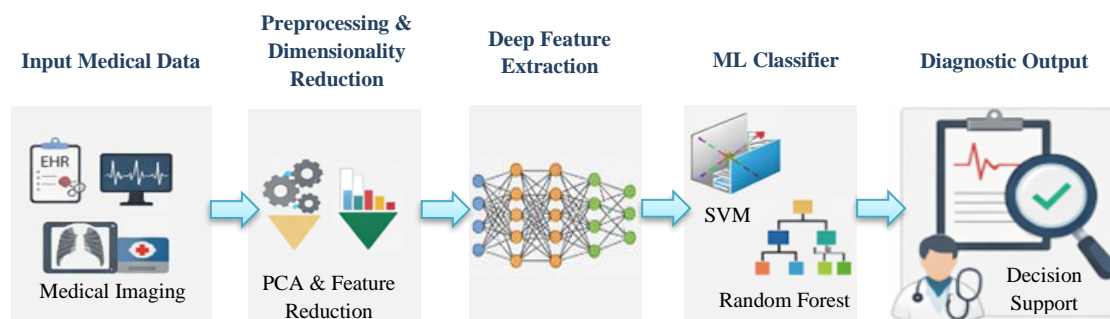 Input Medical Data
Preprocessing &
Dimensionality
Reduction
Deep Feature
Extraction
ML Classifier
Diagnostic Output
EHR
Medical Imaging
PCA & Feature
Reduction
SVM
Random Forest
Decision
Support